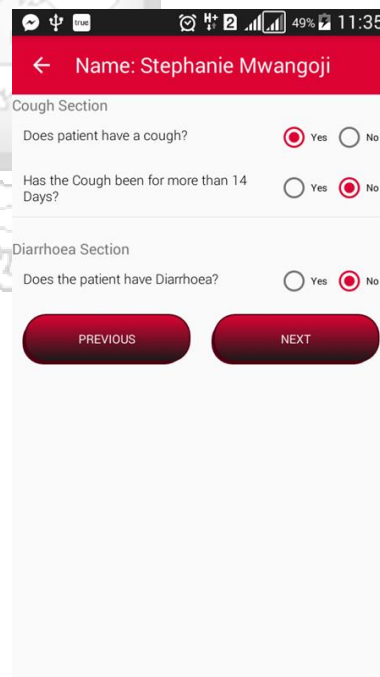 true H+ 2 49% 11:35
Name: Stephanie Mwangoji
Cough Section
Does patient have a cough? Yes No
Has the Cough been for more than 14 Yes No
Days?
Diarrhoea Section
Does the patient have Diarrhoea? Yes No
PREVIOUS NEXT